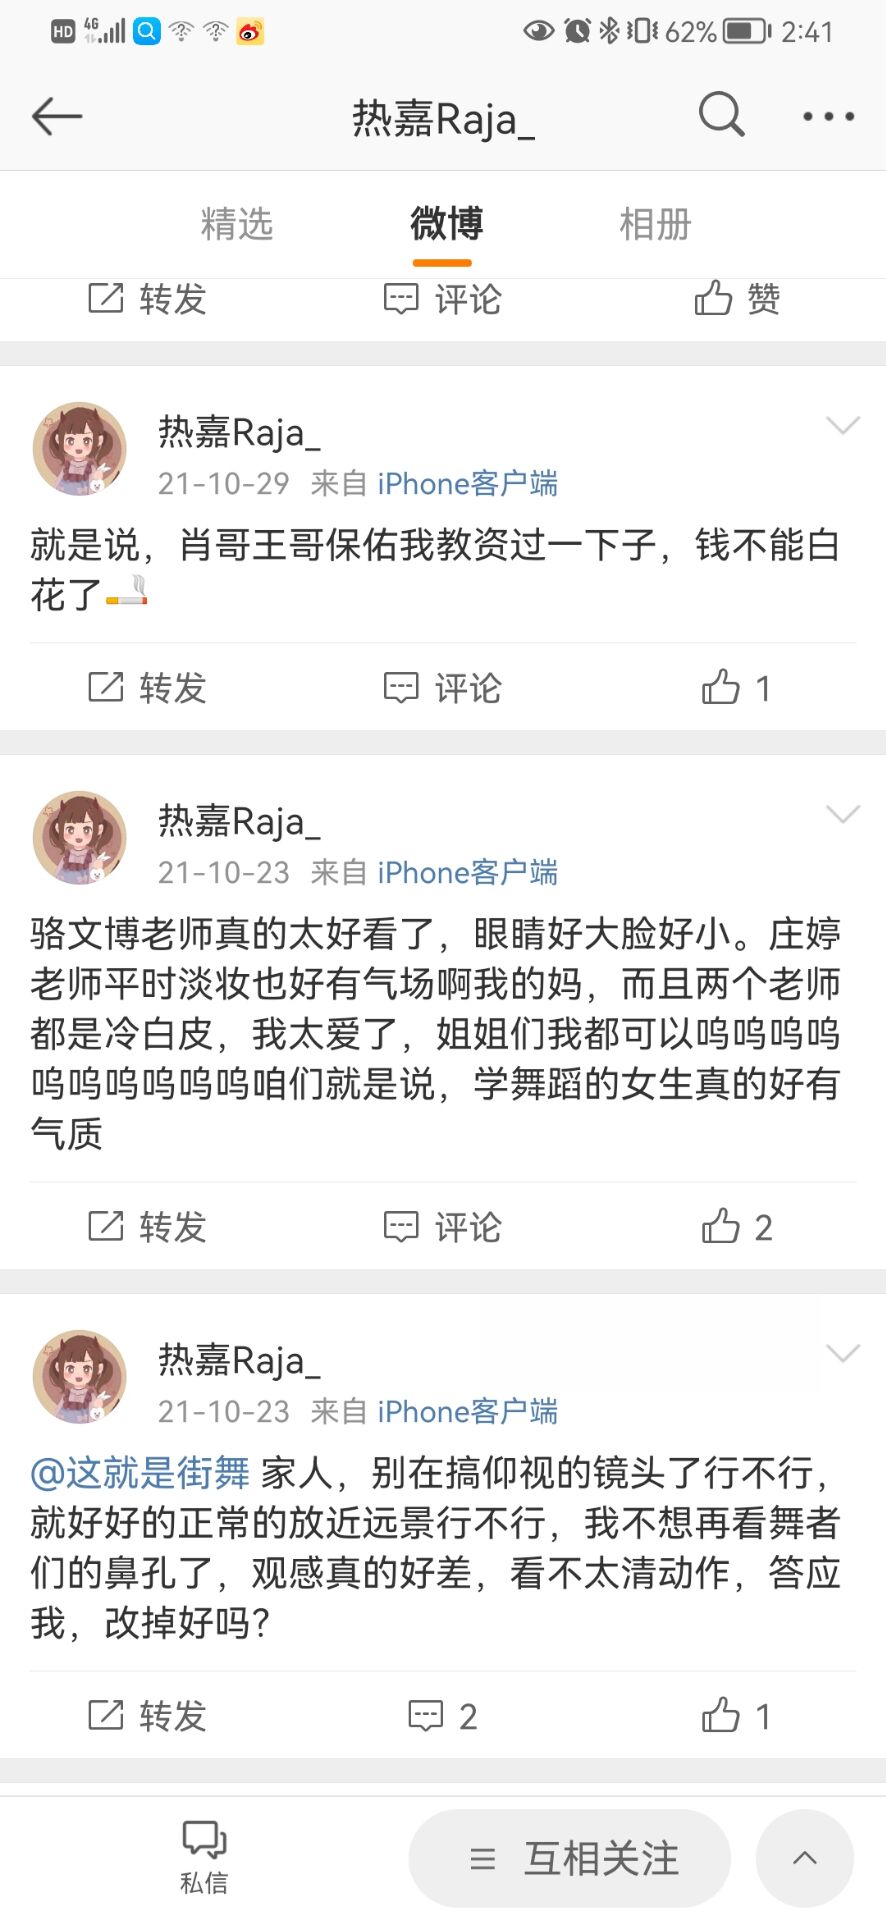 HD 4G 62% 2:41
热嘉Raja_
精选 微博 相册
转发 评论 赞
热嘉Raja_
21-10-29 来自 iPhone客户端
就是说，肖哥王哥保佑我教资过一下子，钱不能白
花了🚬
转发 评论 1
热嘉Raja_
21-10-23 来自 iPhone客户端
骆文博老师真的太好看了，眼睛好大脸好小。庄婷
老师平时淡妆也好有气场啊我的妈，而且两个老师
都是冷白皮，我太爱了，姐姐们我都可以呜呜呜呜
呜呜呜呜呜呜咱们就是说，学舞蹈的女生真的好有
气质
转发 评论 2
热嘉Raja_
21-10-23 来自 iPhone客户端
@这就是街舞 家人，别在搞仰视的镜头了行不行，
就好好的正常的放近远景行不行，我不想再看舞者
们的鼻孔了，观感真的好差，看不太清动作，答应
我，改掉好吗？
转发 2 1
私信 互相关注